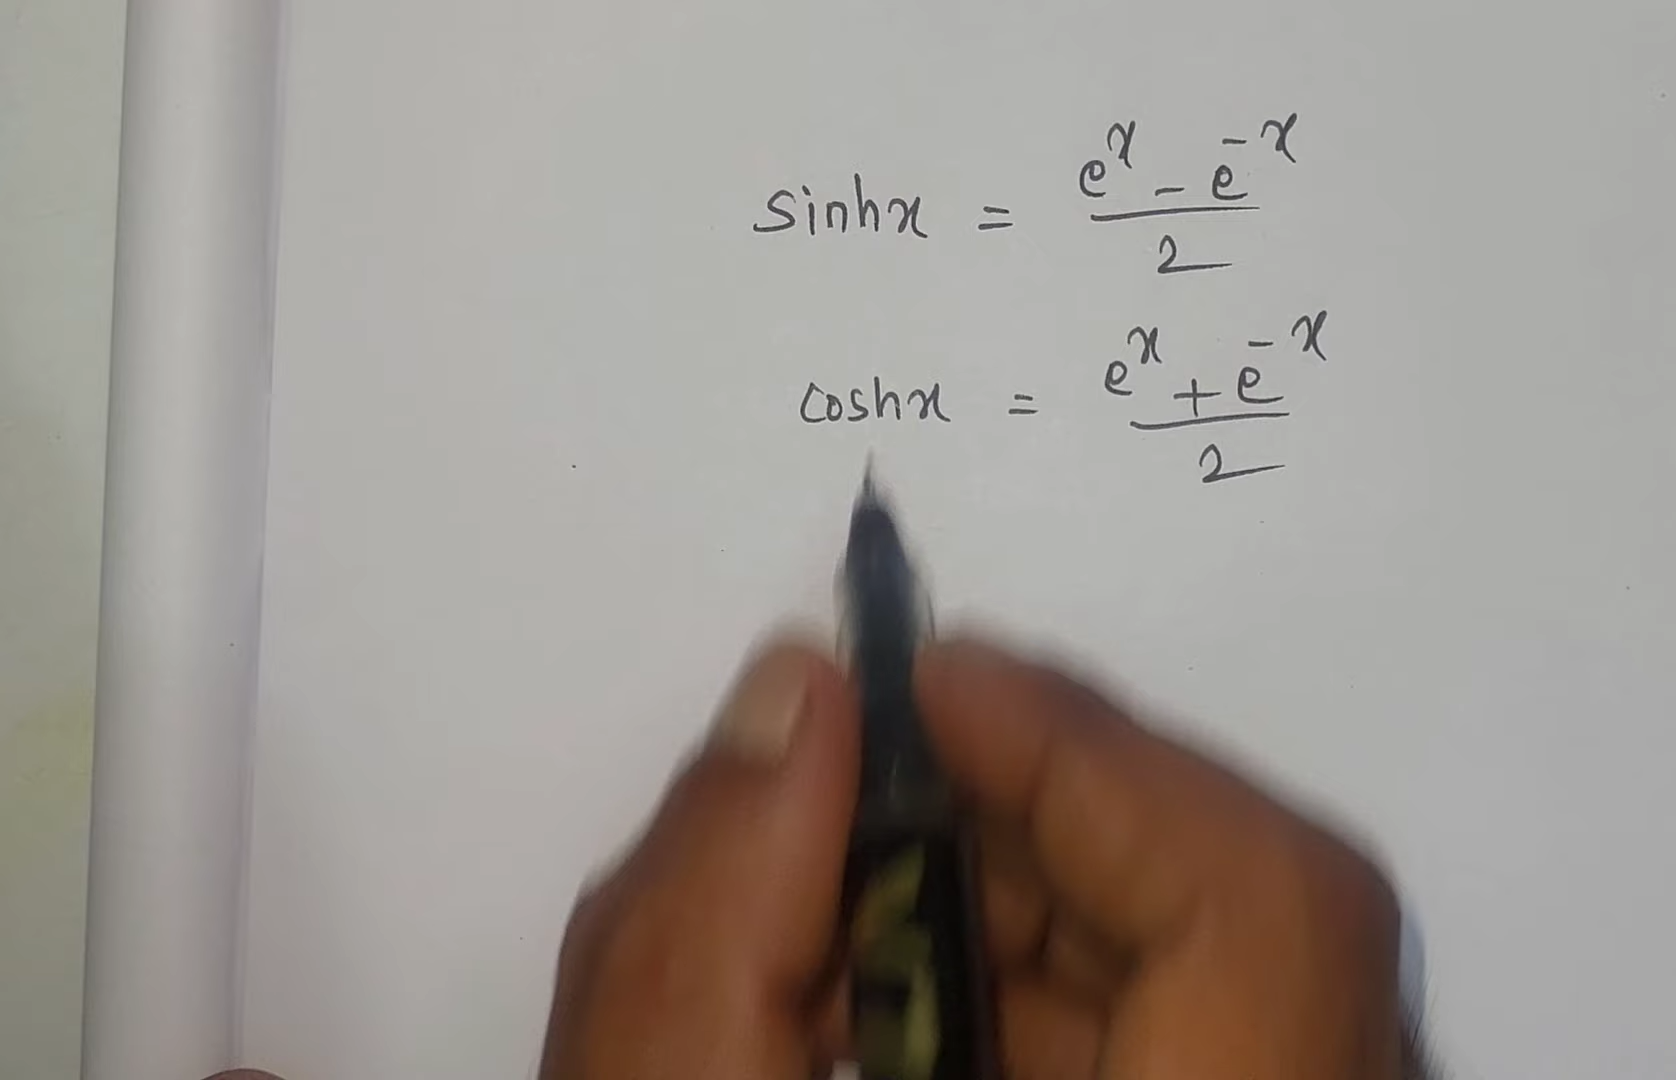 sinhx = (e^x - e^-x)/2
coshx = (e^x + e^-x)/2